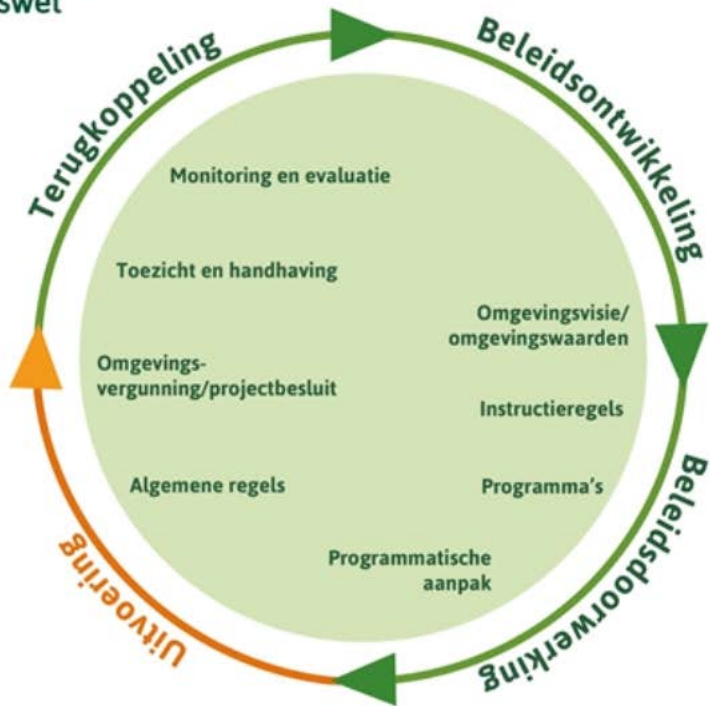 Terugkoppeling
Beleidsontwikkeling
Monitoring en evaluatie
Toezicht en handhaving
Omgevingsvisie/
omgevingswaarden
Omgevings-
vergunning/projectbesluit
Instructieregels
Algemene regels
Programma's
Programmatische
aanpak
Uitvoering
Beleidsdoorwerking